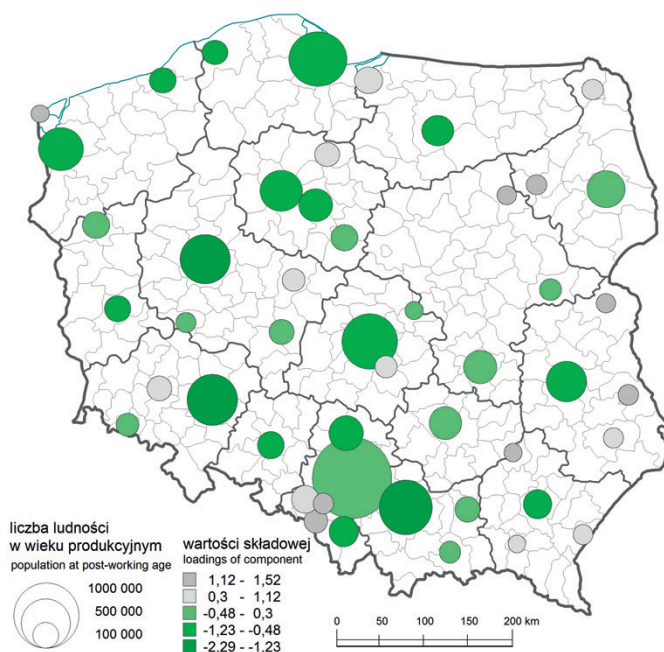 liczba ludności
w wieku produkcyjnym
population at post-working age
1000 000
500 000
100 000
wartości składowej
loadings of component
1,12 - 1,52
0,3 - 1,12
-0,48 - 0,3
-1,23 - -0,48
-2,29 - -1,23
0 50 100 150 200 km